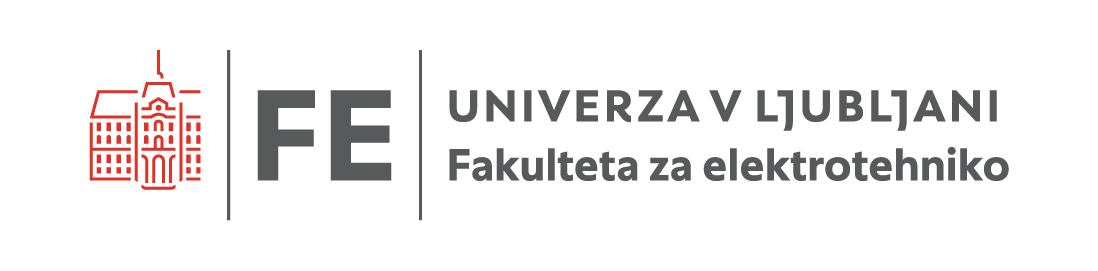 FE
UNIVERZA V LJUBLJANI
Fakulteta za elektrotehniko